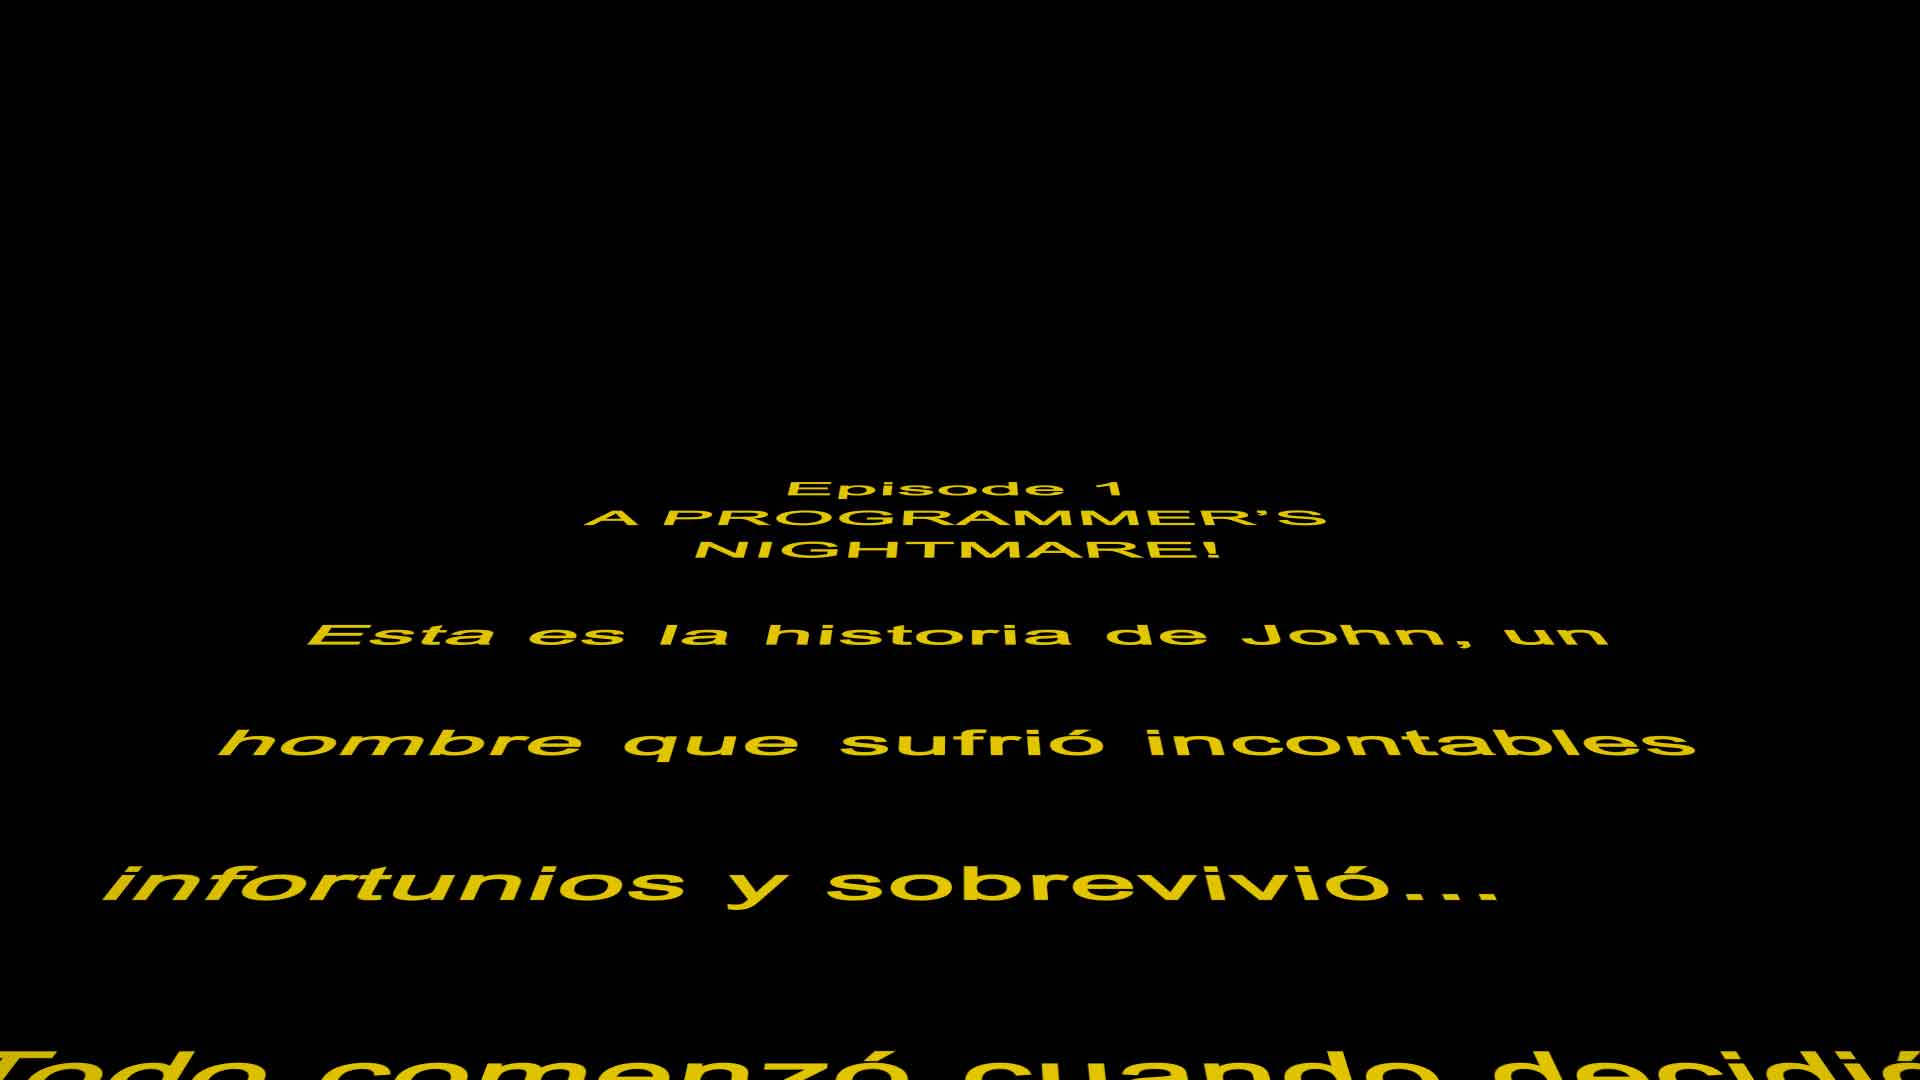 Episode 1
A PROGRAMMER'S
NIGHTMARE!
Esta es la historia de John, un
hombre que sufrió incontables
infortunios y sobrevivió...
Todo comenzó cuando decidió